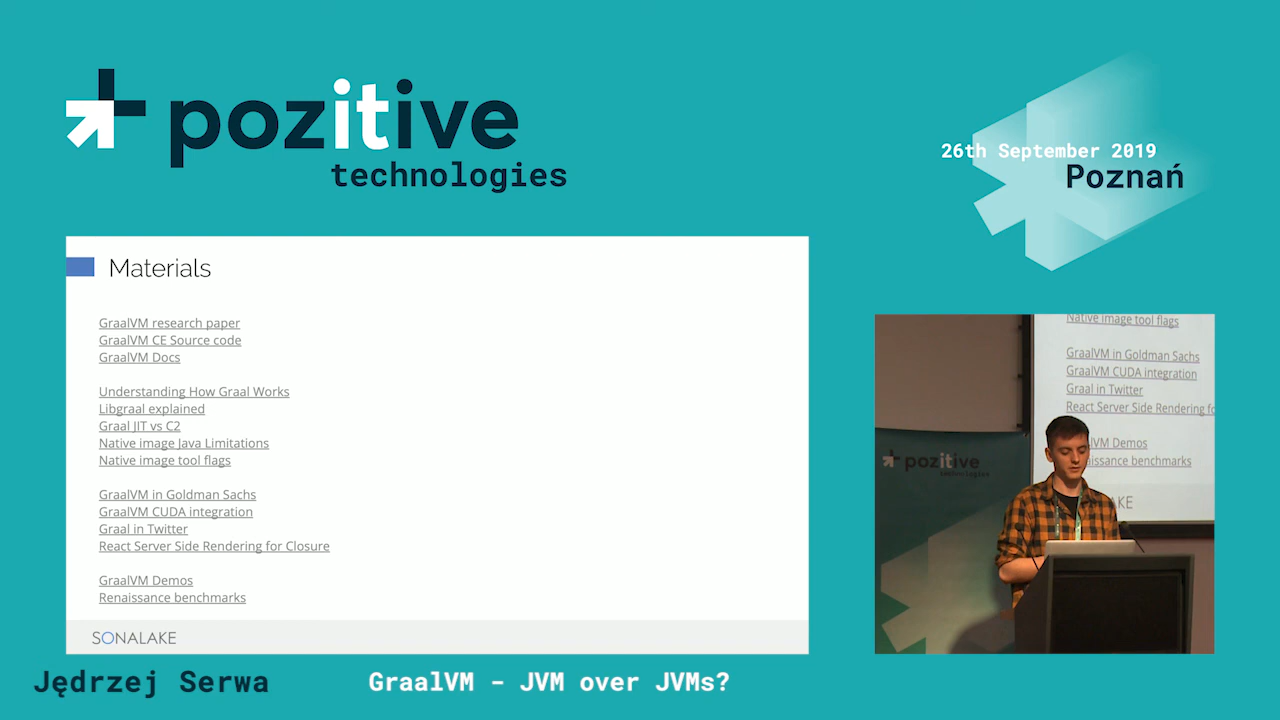 pozitive
technologies
26th September 2019
Poznań
Materials
GraalVM research paper
GraalVM CE Source code
GraalVM Docs
Understanding How Graal Works
Libgraal explained
Graal JIT vs C2
Native image Java Limitations
Native image tool flags
GraalVM in Goldman Sachs
GraalVM CUDA integration
Graal in Twitter
React Server Side Rendering for Closure
GraalVM Demos
Renaissance benchmarks
SONALAKE
Native image tool flags
GraalVM in Goldman Sachs
GraalVM CUDA integration
Graal in Twitter
React Server Side Rendering fo
lVM Demos
aissance benchmarks
AKE
pozitive
technologies
Jędrzej Serwa
GraalVM - JVM over JVMs?